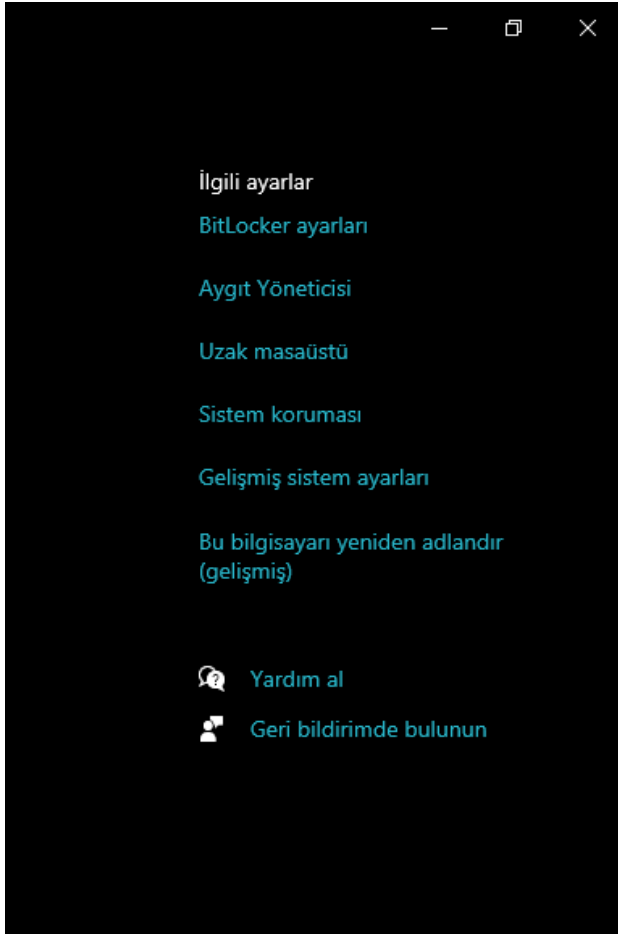 İlgili ayarlar
BitLocker ayarları
Aygıt Yöneticisi
Uzak masaüstü
Sistem koruması
Gelişmiş sistem ayarları
Bu bilgisayarı yeniden adlandır
(gelişmiş)
Yardım al
Geri bildirimde bulunun